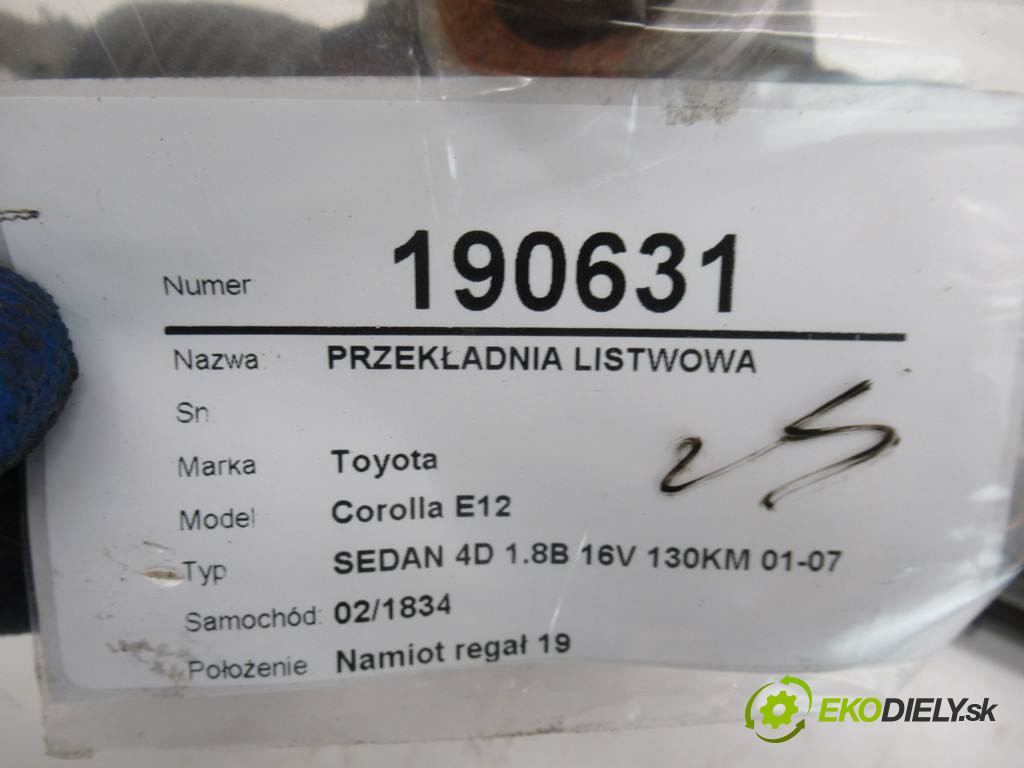 Numer 190631
Nazwa: PRZEKŁADNIA LISTWOWA
Sn.
Marka Toyota
Model Corolla E12
Typ SEDAN 4D 1.8B 16V 130KM 01-07
Samochód: 02/1834
Położenie Namiot regał 19
EKODIELY.sk